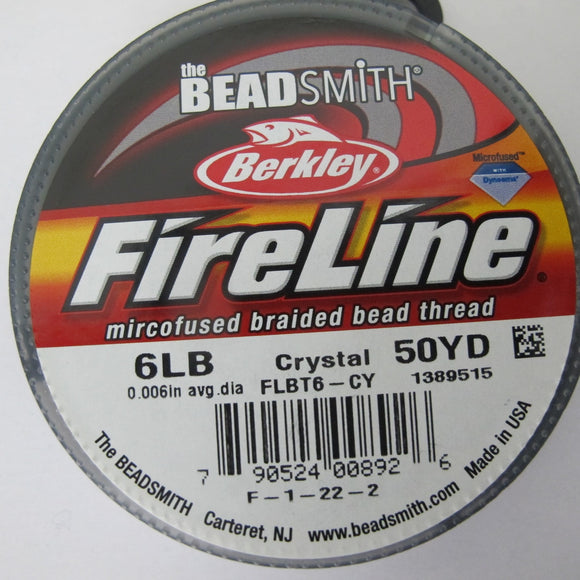 the
BEADSMITH®
Berkley®
Microfused™
WITH
Dyneema®
FireLine®
mircofused braided bead thread
6LB Crystal 50YD
0.006in avg.dia FLBT6-CY 1389515
7 90524 00892 6
F-1-22-2
The BEADSMITH Carteret, NJ www.beadsmith.com Made in USA